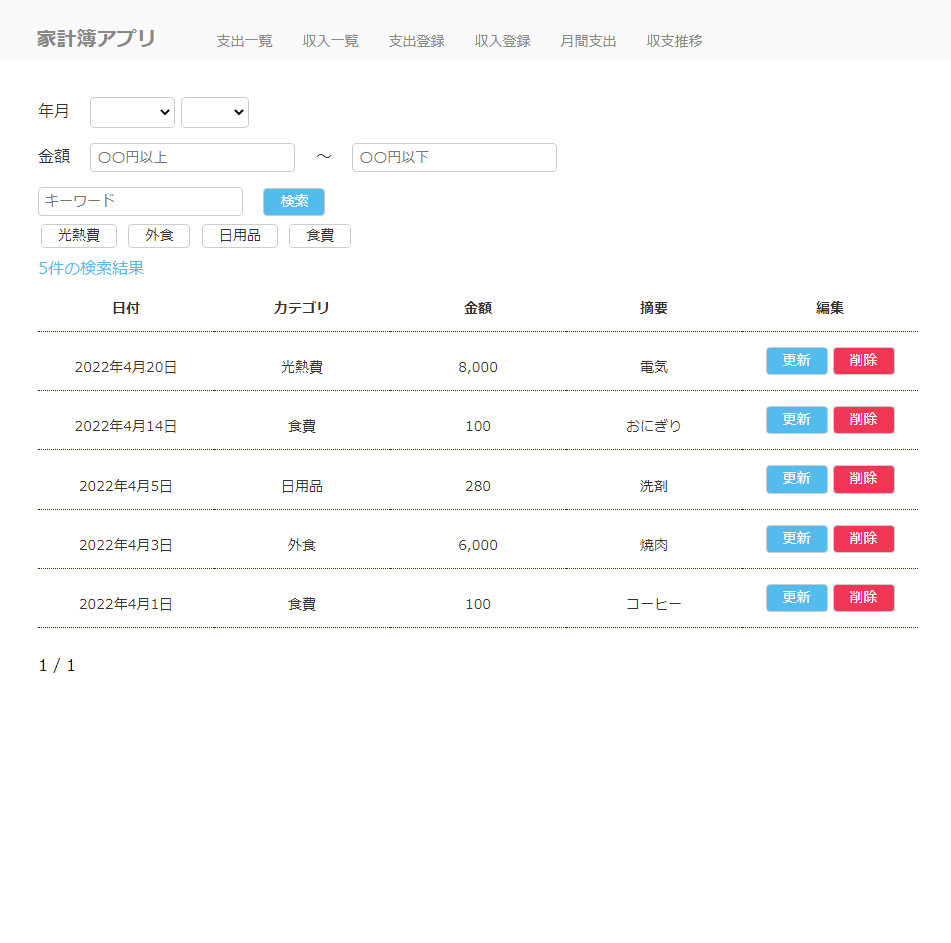 家計簿アプリ 支出一覧 収入一覧 支出登録 収入登録 月間支出 収支推移
年月
金額 〇〇円以上 ～ 〇〇円以下
キーワード 検索
光熱費 外食 日用品 食費
5件の検索結果
日付 カテゴリ 金額 摘要 編集
2022年4月20日 光熱費 8,000 電気 更新 削除
2022年4月14日 食費 100 おにぎり 更新 削除
2022年4月5日 日用品 280 洗剤 更新 削除
2022年4月3日 外食 6,000 焼肉 更新 削除
2022年4月1日 食費 100 コーヒー 更新 削除
1 / 1